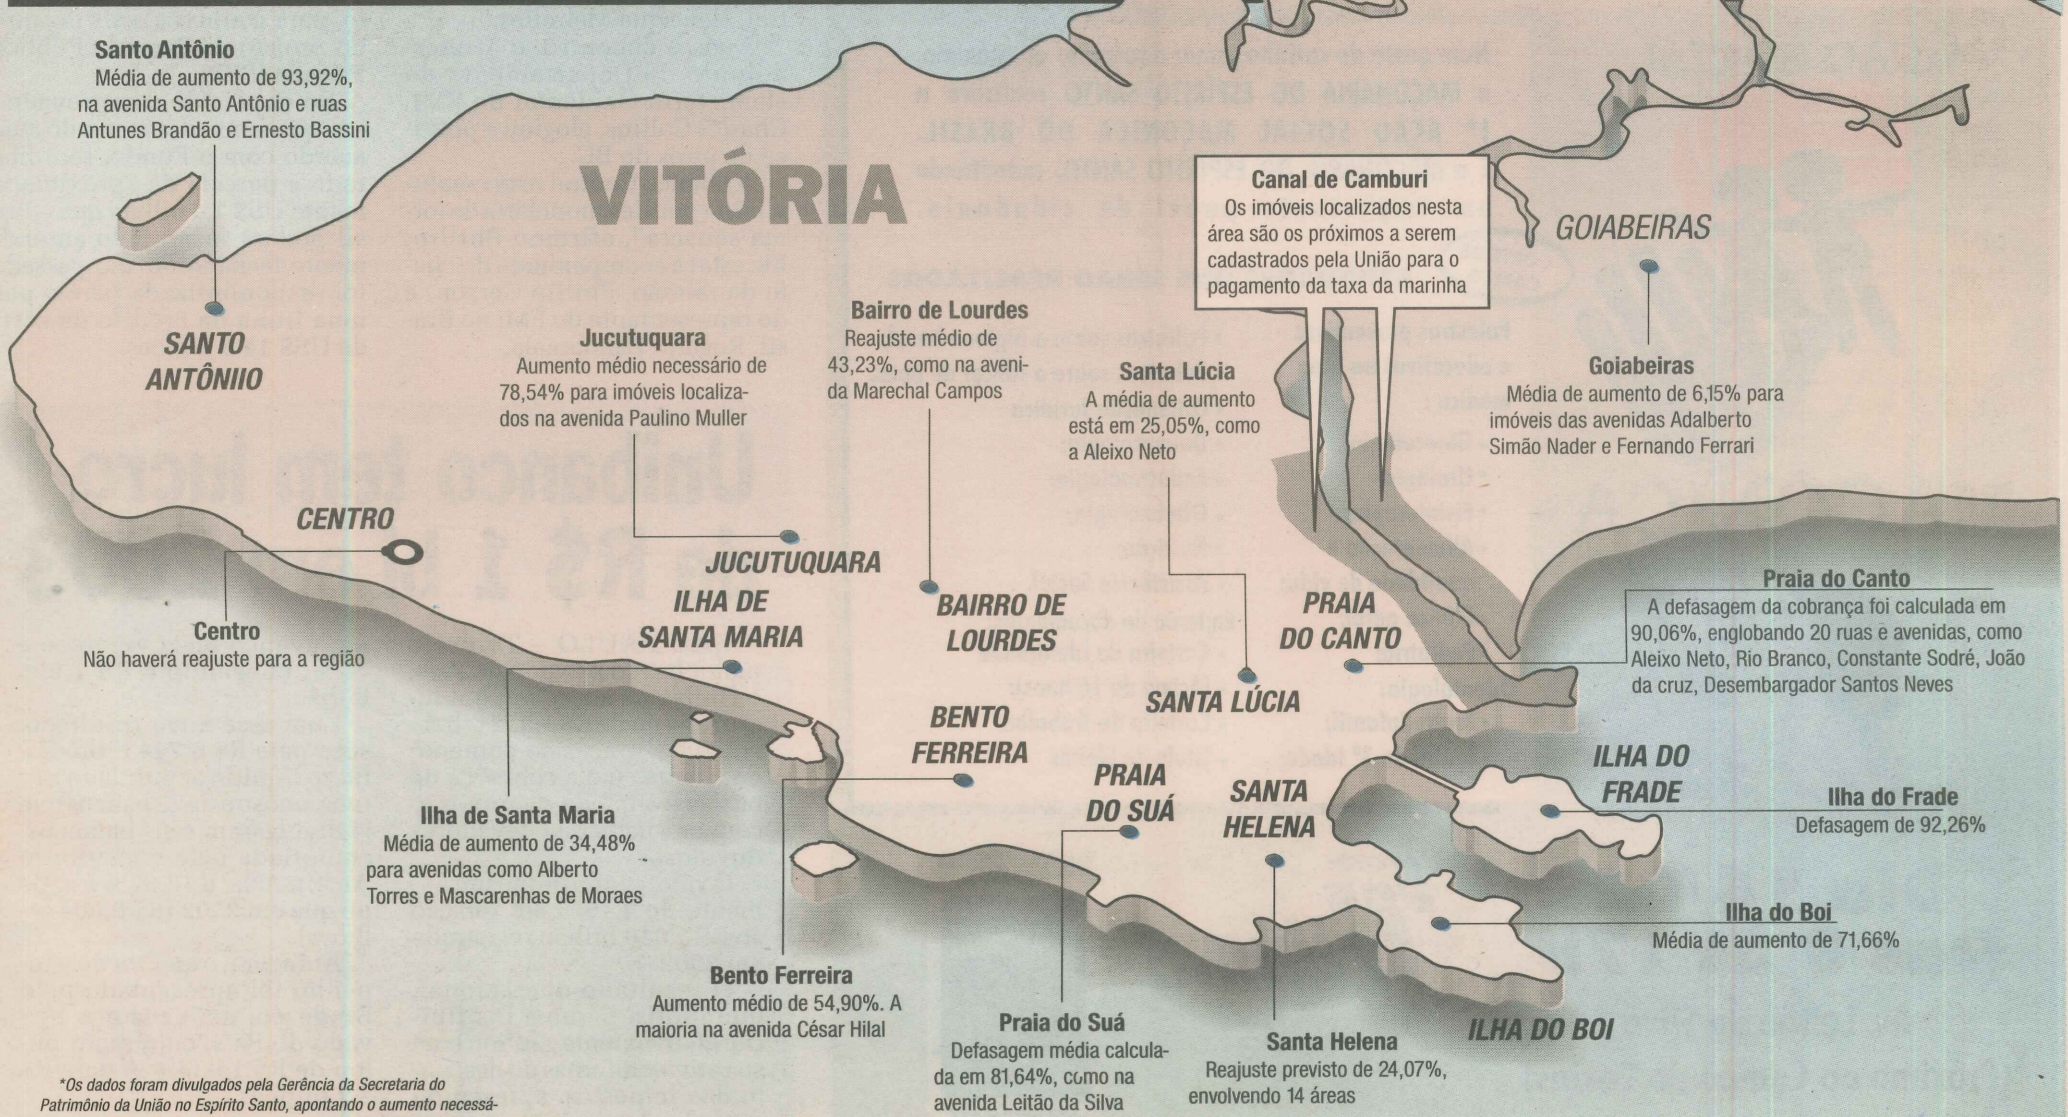 Santo Antônio
Média de aumento de 93,92%,
na avenida Santo Antônio e ruas
Antunes Brandão e Ernesto Bassini
VITÓRIA
Canal de Camburi
Os imóveis localizados nesta
área são os próximos a serem
cadastrados pela União para o
pagamento da taxa da marinha
GOIABEIRAS
SANTO
ANTÔNIIO
Jucutuquara
Aumento médio necessário de
78,54% para imóveis localiza-
dos na avenida Paulino Muller
Bairro de Lourdes
Reajuste médio de
43,23%, como na aveni-
da Marechal Campos
Santa Lúcia
A média de aumento
está em 25,05%, como
a Aleixo Neto
Goiabeiras
Média de aumento de 6,15% para
imóveis das avenidas Adalberto
Simão Nader e Fernando Ferrari
CENTRO
JUCUTUQUARA
ILHA DE
SANTA MARIA
BAIRRO DE
LOURDES
PRAIA
DO CANTO
Praia do Canto
A defasagem da cobrança foi calculada em
90,06%, englobando 20 ruas e avenidas, como
Aleixo Neto, Rio Branco, Constante Sodré, João
da cruz, Desembargador Santos Neves
Centro
Não haverá reajuste para a região
SANTA LÚCIA
BENTO
FERREIRA
PRAIA
DO SUÁ
SANTA
HELENA
ILHA DO
FRADE
Ilha do Frade
Defasagem de 92,26%
Ilha de Santa Maria
Média de aumento de 34,48%
para avenidas como Alberto
Torres e Mascarenhas de Moraes
Ilha do Boi
Média de aumento de 71,66%
Bento Ferreira
Aumento médio de 54,90%. A
maioria na avenida César Hilal
Praia do Suá
Defasagem média calcula-
da em 81,64%, como na
avenida Leitão da Silva
Santa Helena
Reajuste previsto de 24,07%,
envolvendo 14 áreas
ILHA DO BOI
*Os dados foram divulgados pela Gerência da Secretaria do
Patrimônio da União no Espírito Santo, apontando o aumento necessá-